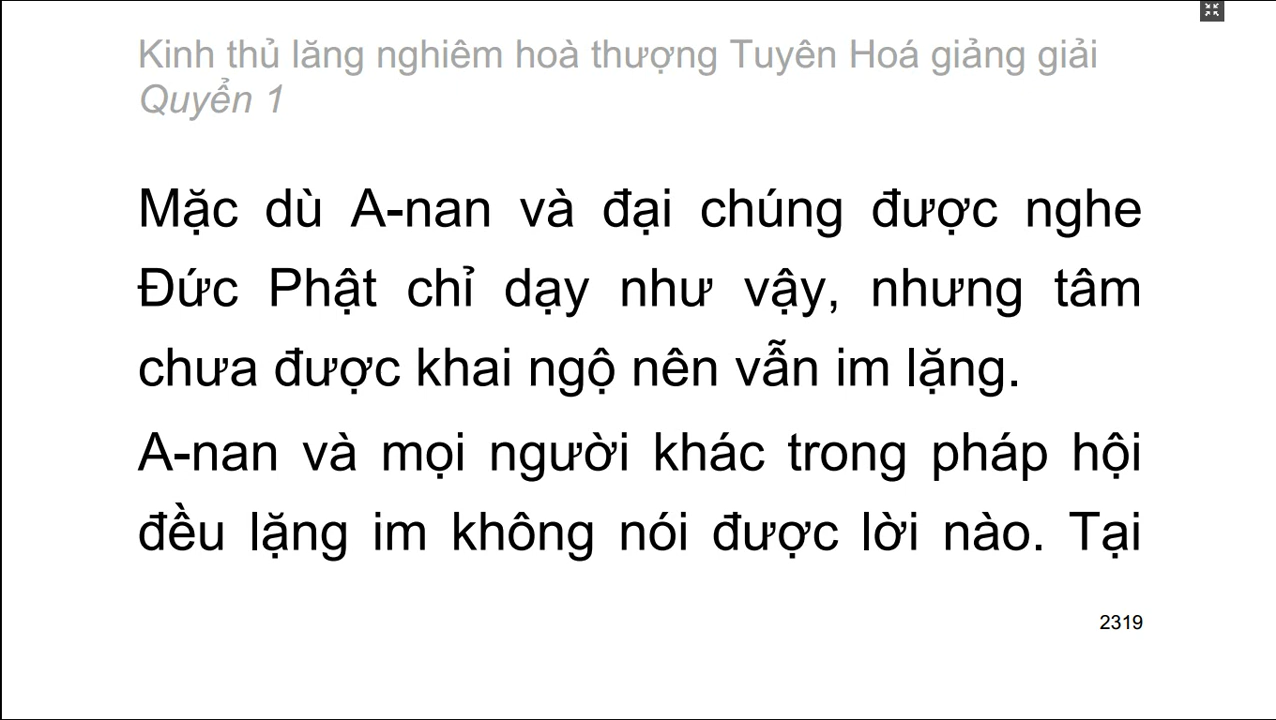 Kinh thủ lăng nghiêm hoà thượng Tuyên Hoá giảng giải
Quyển 1
Mặc dù A-nan và đại chúng được nghe
Đức Phật chỉ dạy như vậy, nhưng tâm
chưa được khai ngộ nên vẫn im lặng.
A-nan và mọi người khác trong pháp hội
đều lặng im không nói được lời nào. Tại
2319